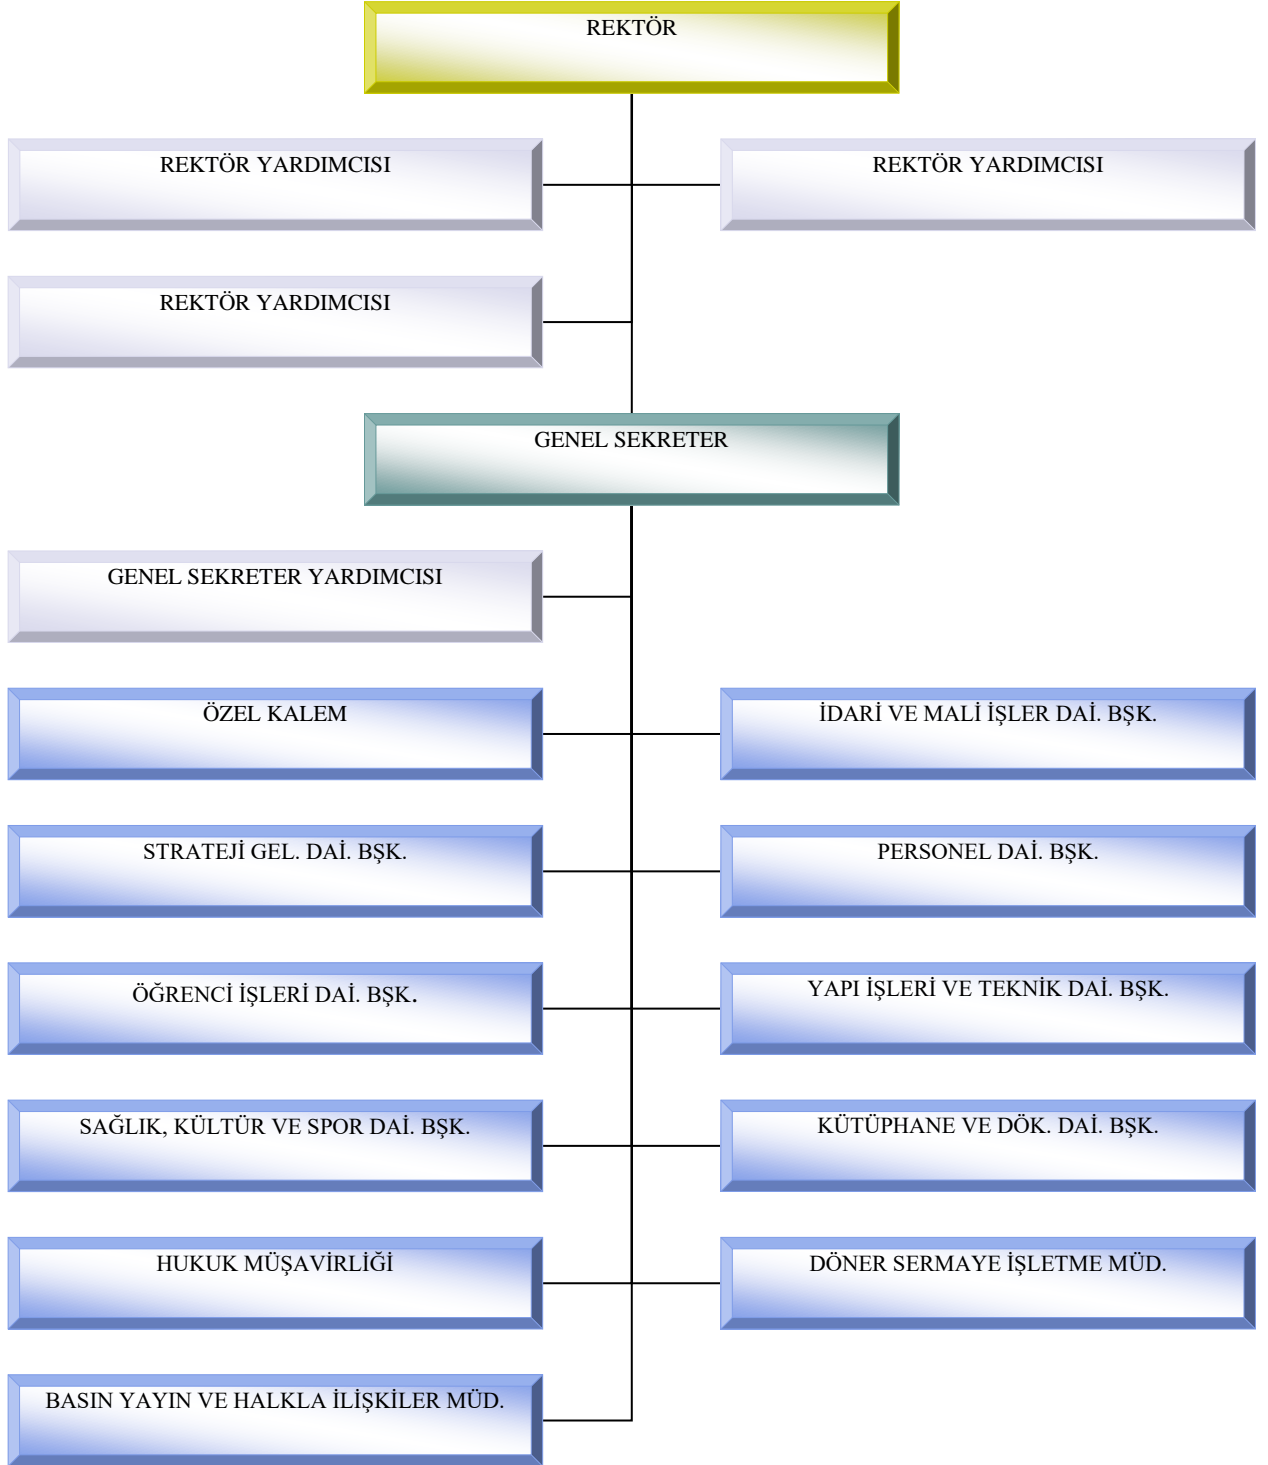 REKTÖR
REKTÖR YARDIMCISI
REKTÖR YARDIMCISI
REKTÖR YARDIMCISI
GENEL SEKRETER
GENEL SEKRETER YARDIMCISI
ÖZEL KALEM
İDARİ VE MALİ İŞLER DAİ. BŞK.
STRATEJİ GEL. DAİ. BŞK.
PERSONEL DAİ. BŞK.
ÖĞRENCİ İŞLERİ DAİ. BŞK.
YAPI İŞLERİ VE TEKNİK DAİ. BŞK.
SAĞLIK, KÜLTÜR VE SPOR DAİ. BŞK.
KÜTÜPHANE VE DÖK. DAİ. BŞK.
HUKUK MÜŞAVİRLİĞİ
DÖNER SERMAYE İŞLETME MÜD.
BASIN YAYIN VE HALKLA İLİŞKİLER MÜD.